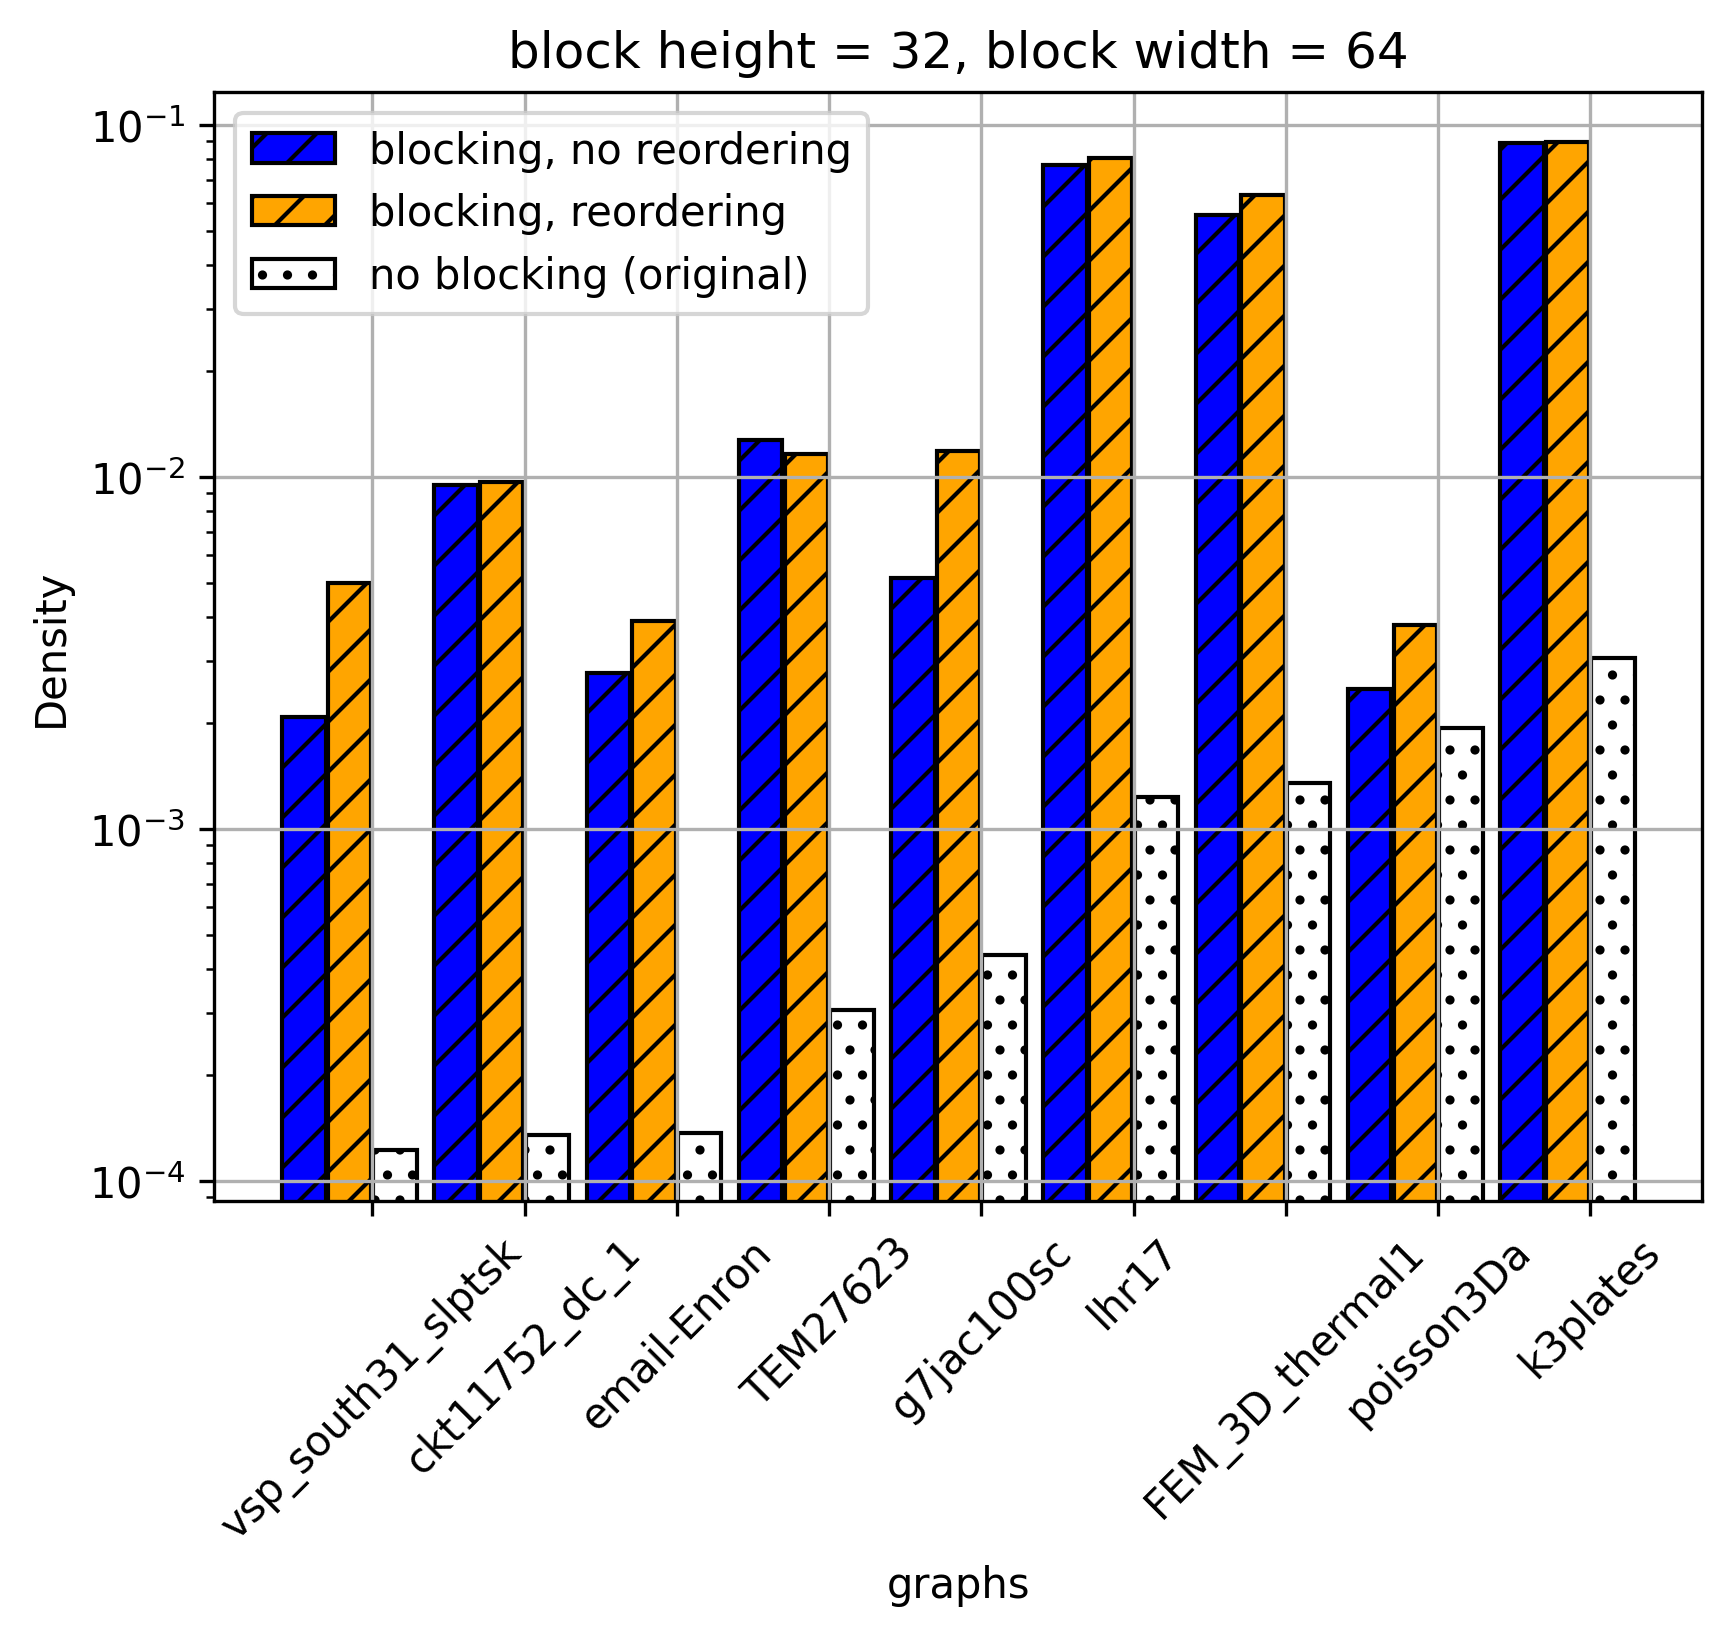 block height = 32, block width = 64
blocking, no reordering
blocking, reordering
no blocking (original)
10⁻¹
10⁻²
10⁻³
10⁻⁴
Density
vsp_south31_slptsk
ckt11752_dc_1
email-Enron
TEM27623
g7jac100sc
lhr17
FEM_3D_thermal1
poisson3Da
k3plates
graphs